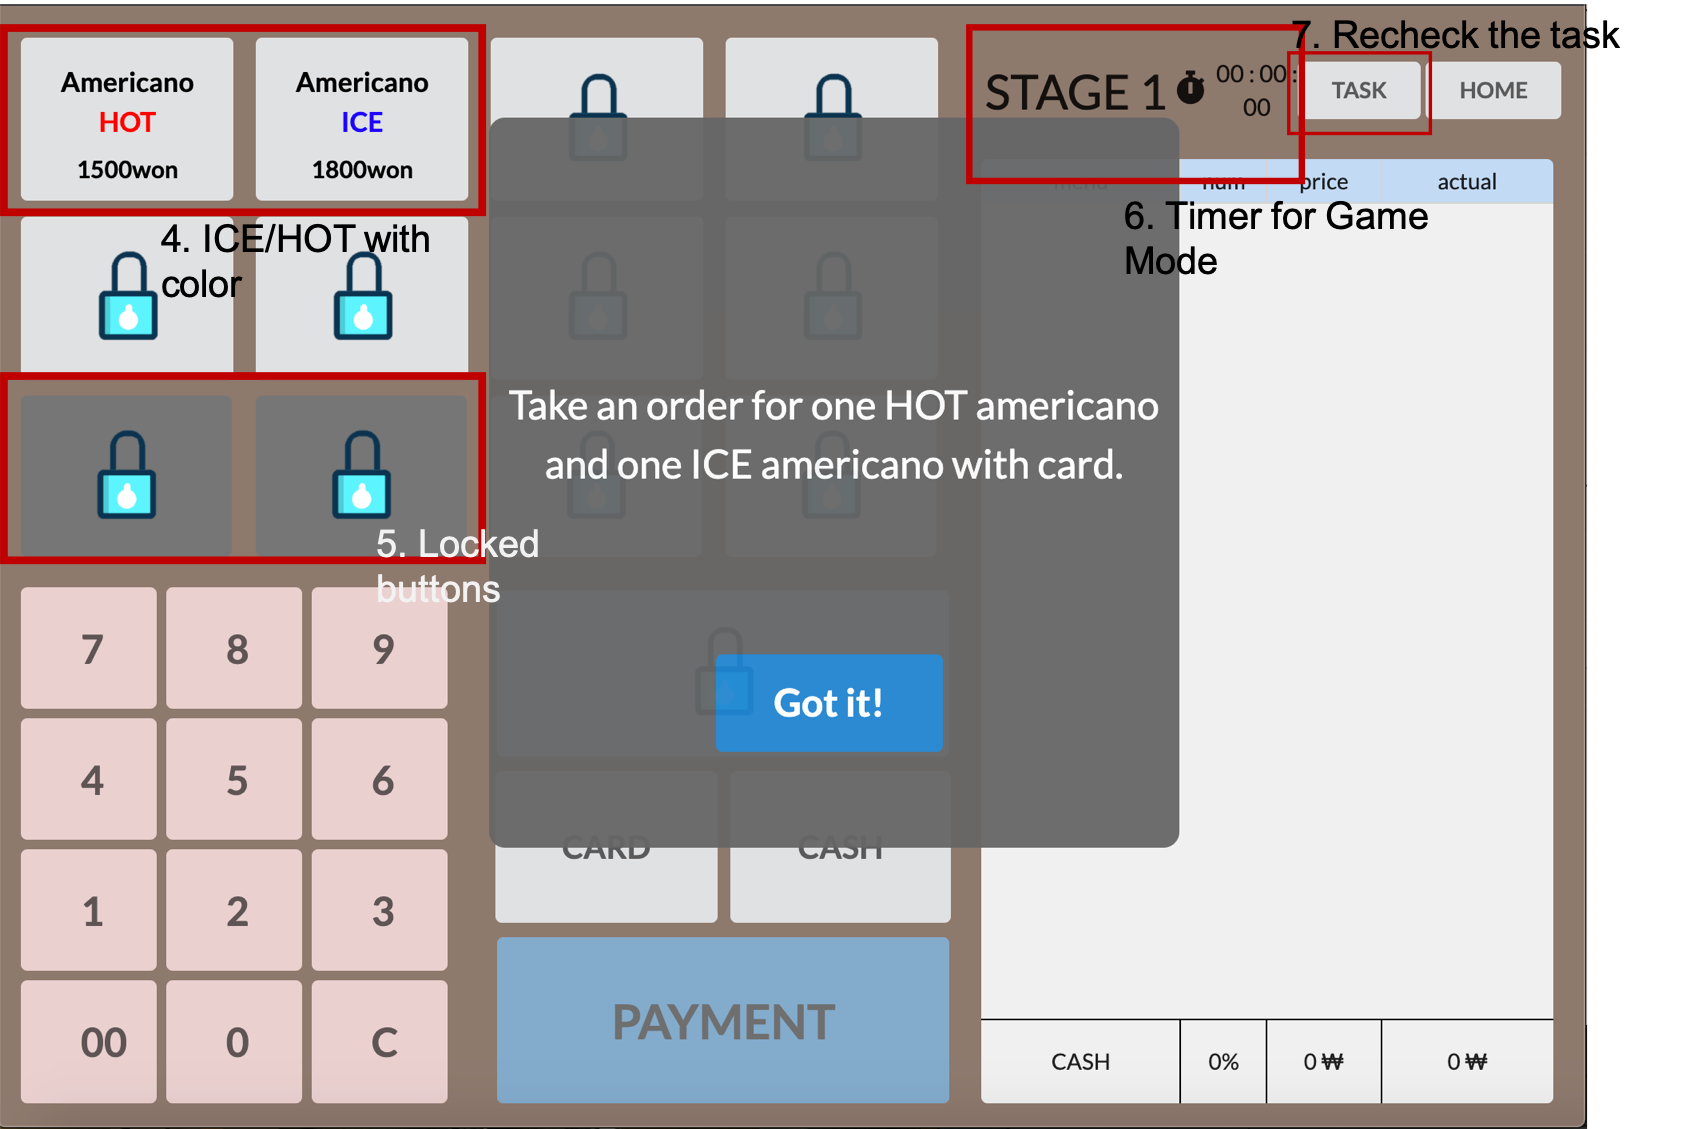 7. Recheck the task
Americano
HOT
1500won
Americano
ICE
1800won
STAGE 1
00:00:
00
TASK
HOME
menu
num
price
actual
4. ICE/HOT with
color
6. Timer for Game
Mode
Take an order for one HOT americano
and one ICE americano with card.
5. Locked
buttons
Got it!
7
8
9
4
5
6
1
2
3
00
0
C
CARD
CASH
PAYMENT
CASH
0%
0 ₩
0 ₩